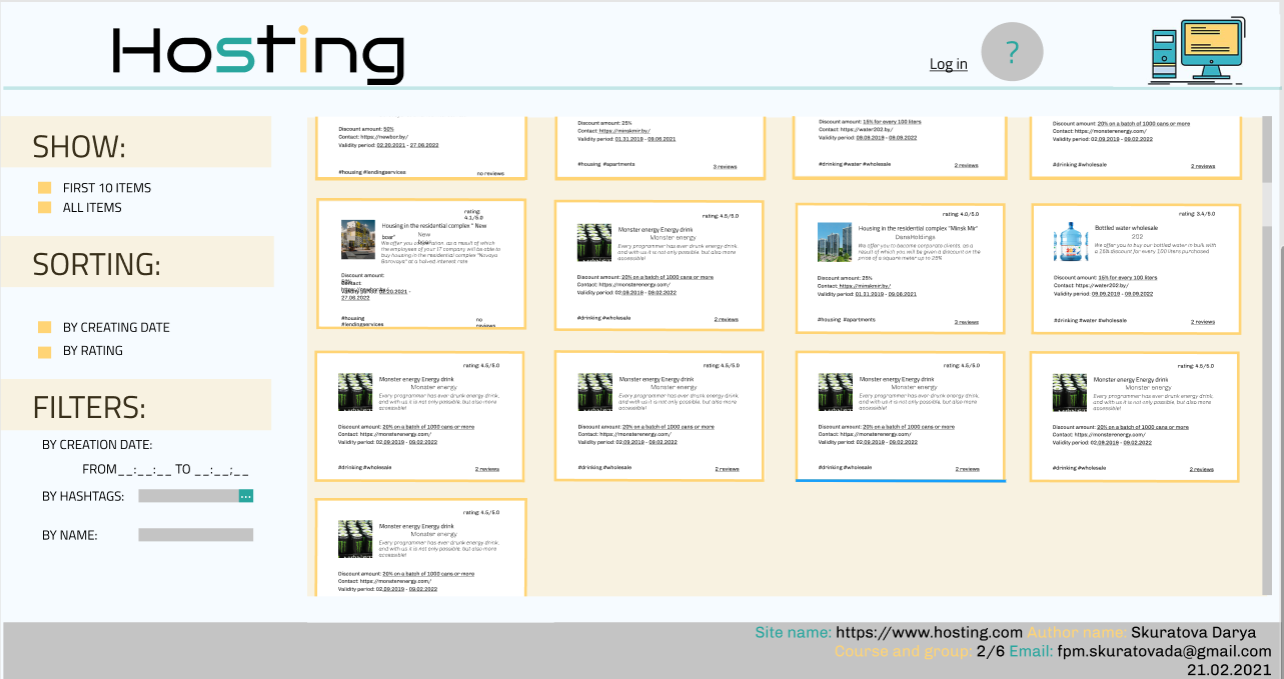 Hosting
Log in
?
SHOW:
FIRST 10 ITEMS
ALL ITEMS
SORTING:
BY CREATING DATE
BY RATING
FILTERS:
BY CREATION DATE:
FROM__:__:__ TO __:__:__
BY HASHTAGS:
...
BY NAME:
Discount amount: 50%
Contact: https://newbor.by/
Validity period: 02.20.2021 - 27.08.2022
#housing #lendingservices
no reviews
Discount amount: 25%
Contact: https://minskmir.by/
Validity period: 01.31.2019 - 09.06.2021
#housing #apartments
3 reviews
Discount amount: 15% for every 100 liters
Contact: https://water202.by/
Validity period: 09.09.2019 - 09.09.2022
#drinking #water #wholesale
2 reviews
Discount amount: 20% on a batch of 1000 cans or more
Contact: https://monsterenergy.com/
Validity period: 02.09.2019 - 09.02.2022
#drinking #wholesale
2 reviews
rating:
4.1/5.0
Housing in the residential complex " New
bosr"
New
We offer you cooperation, as a result of which
the employees of your IT company will be able to
buy housing in the residential complex "Novaya
Borovaya" at a halved interest rate
Discount amount:
50%
Contact:
https://newbor.by/
Validity period: 02.20.2021 -
27.08.2022
#housing
#lendingservices
no
reviews
rating: 4.5/5.0
Monster energy Energy drink
Monster energy
Every programmer has ever drunk energy drink,
and with us it is not only possible, but also more
accessible!
Discount amount: 20% on a batch of 1000 cans or more
Contact: https://monsterenergy.com/
Validity period: 02.09.2019 - 09.02.2022
#drinking #wholesale
2 reviews
rating: 4.0/5.0
Housing in the residential complex "Minsk Mir"
DanaHoldings
We offer you to become corporate clients, as a
result of which you will be given a discount on the
price of a square meter up to 25%
Discount amount: 25%
Contact: https://minskmir.by/
Validity period: 01.31.2019 - 09.06.2021
#housing #apartments
2 reviews
rating: 3.4/5.0
Bottled water wholesale
202
We offer you to buy our bottled water in bulk with
a 15% discount for every 100 liters purchased
Discount amount: 15% for every 100 liters
Contact: https://water202.by/
Validity period: 09.09.2019 - 09.09.2022
#drinking #water #wholesale
2 reviews
rating: 4.5/5.0
Monster energy Energy drink
Monster energy
Every programmer has ever drunk energy drink,
and with us it is not only possible, but also more
accessible!
Discount amount: 20% on a batch of 1000 cans or more
Contact: https://monsterenergy.com/
Validity period: 02.09.2019 - 09.02.2022
#drinking #wholesale
2 reviews
rating: 4.5/5.0
Monster energy Energy drink
Monster energy
Every programmer has ever drunk energy drink,
and with us it is not only possible, but also more
accessible!
Discount amount: 20% on a batch of 1000 cans or more
Contact: https://monsterenergy.com/
Validity period: 02.09.2019 - 09.02.2022
#drinking #wholesale
2 reviews
rating: 4.5/5.0
Monster energy Energy drink
Monster energy
Every programmer has ever drunk energy drink,
and with us it is not only possible, but also more
accessible!
Discount amount: 20% on a batch of 1000 cans or more
Contact: https://monsterenergy.com/
Validity period: 02.09.2019 - 09.02.2022
#drinking #wholesale
2 reviews
rating: 4.5/5.0
Monster energy Energy drink
Monster energy
Every programmer has ever drunk energy drink,
and with us it is not only possible, but also more
accessible!
Discount amount: 20% on a batch of 1000 cans or more
Contact: https://monsterenergy.com/
Validity period: 02.09.2019 - 09.02.2022
#drinking #wholesale
2 reviews
rating: 4.5/5.0
Monster energy Energy drink
Monster energy
Every programmer has ever drunk energy drink,
and with us it is not only possible, but also more
accessible!
Discount amount: 20% on a batch of 1000 cans or more
Contact: https://monsterenergy.com/
Validity period: 02.09.2019 - 09.02.2022
Site name: https://www.hosting.com Author name: Skuratova Darya
Course and group: 2/6 Email: fpm.skuratovada@gmail.com
21.02.2021